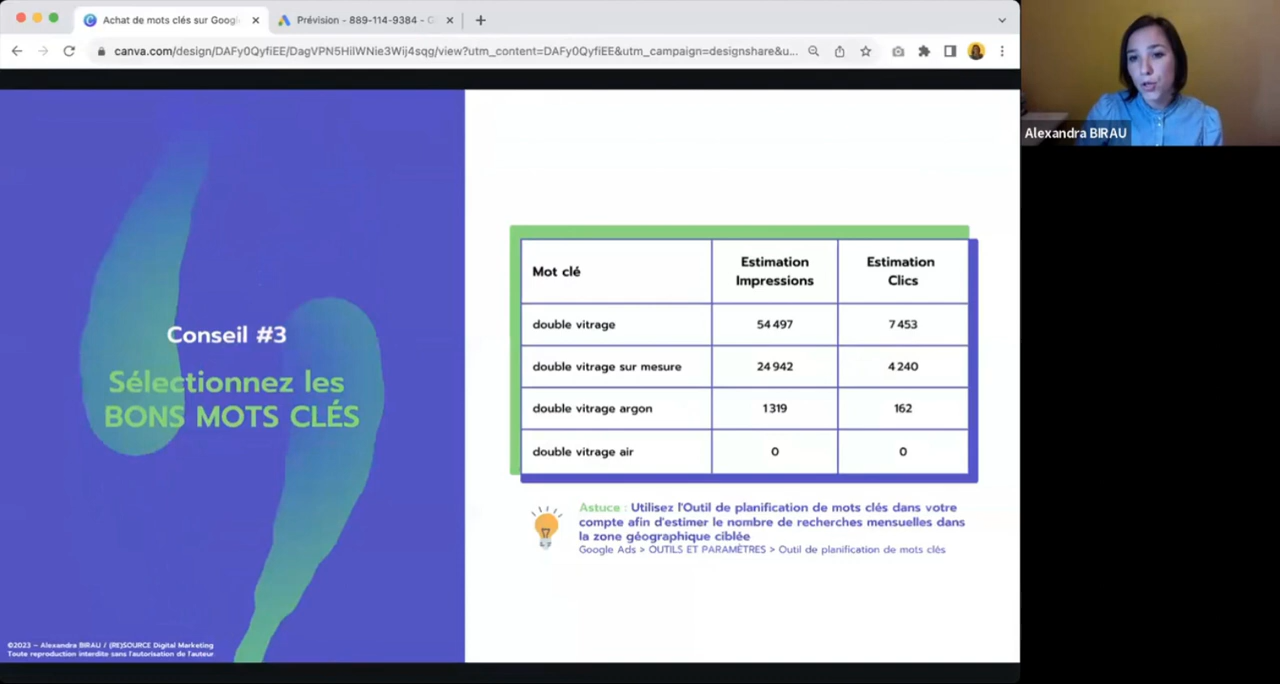 Achat de mots clés sur Googl
Prévision - 889-114-9384 - G
canva.com/design/DAFy0QyfiEE/DagVPN5HilWNie3Wij4sqg/view?utm_content=DAFy0QyfiEE&utm_campaign=designshare&u...
Alexandra BIRAU
Conseil #3
Sélectionnez les
BONS MOTS CLÉS
Mot clé
Estimation
Impressions
Estimation
Clics
double vitrage
54 497
7 453
double vitrage sur mesure
24 942
4 240
double vitrage argon
1 319
162
double vitrage air
0
0
Astuce : Utilisez l'Outil de planification de mots clés dans votre
compte afin d'estimer le nombre de recherches mensuelles dans
la zone géographique ciblée
Google Ads > OUTILS ET PARAMÈTRES > Outil de planification de mots clés
©2023 – Alexandra BIRAU / (RE)SOURCE Digital Marketing
Toute reproduction interdite sans l'autorisation de l'auteur